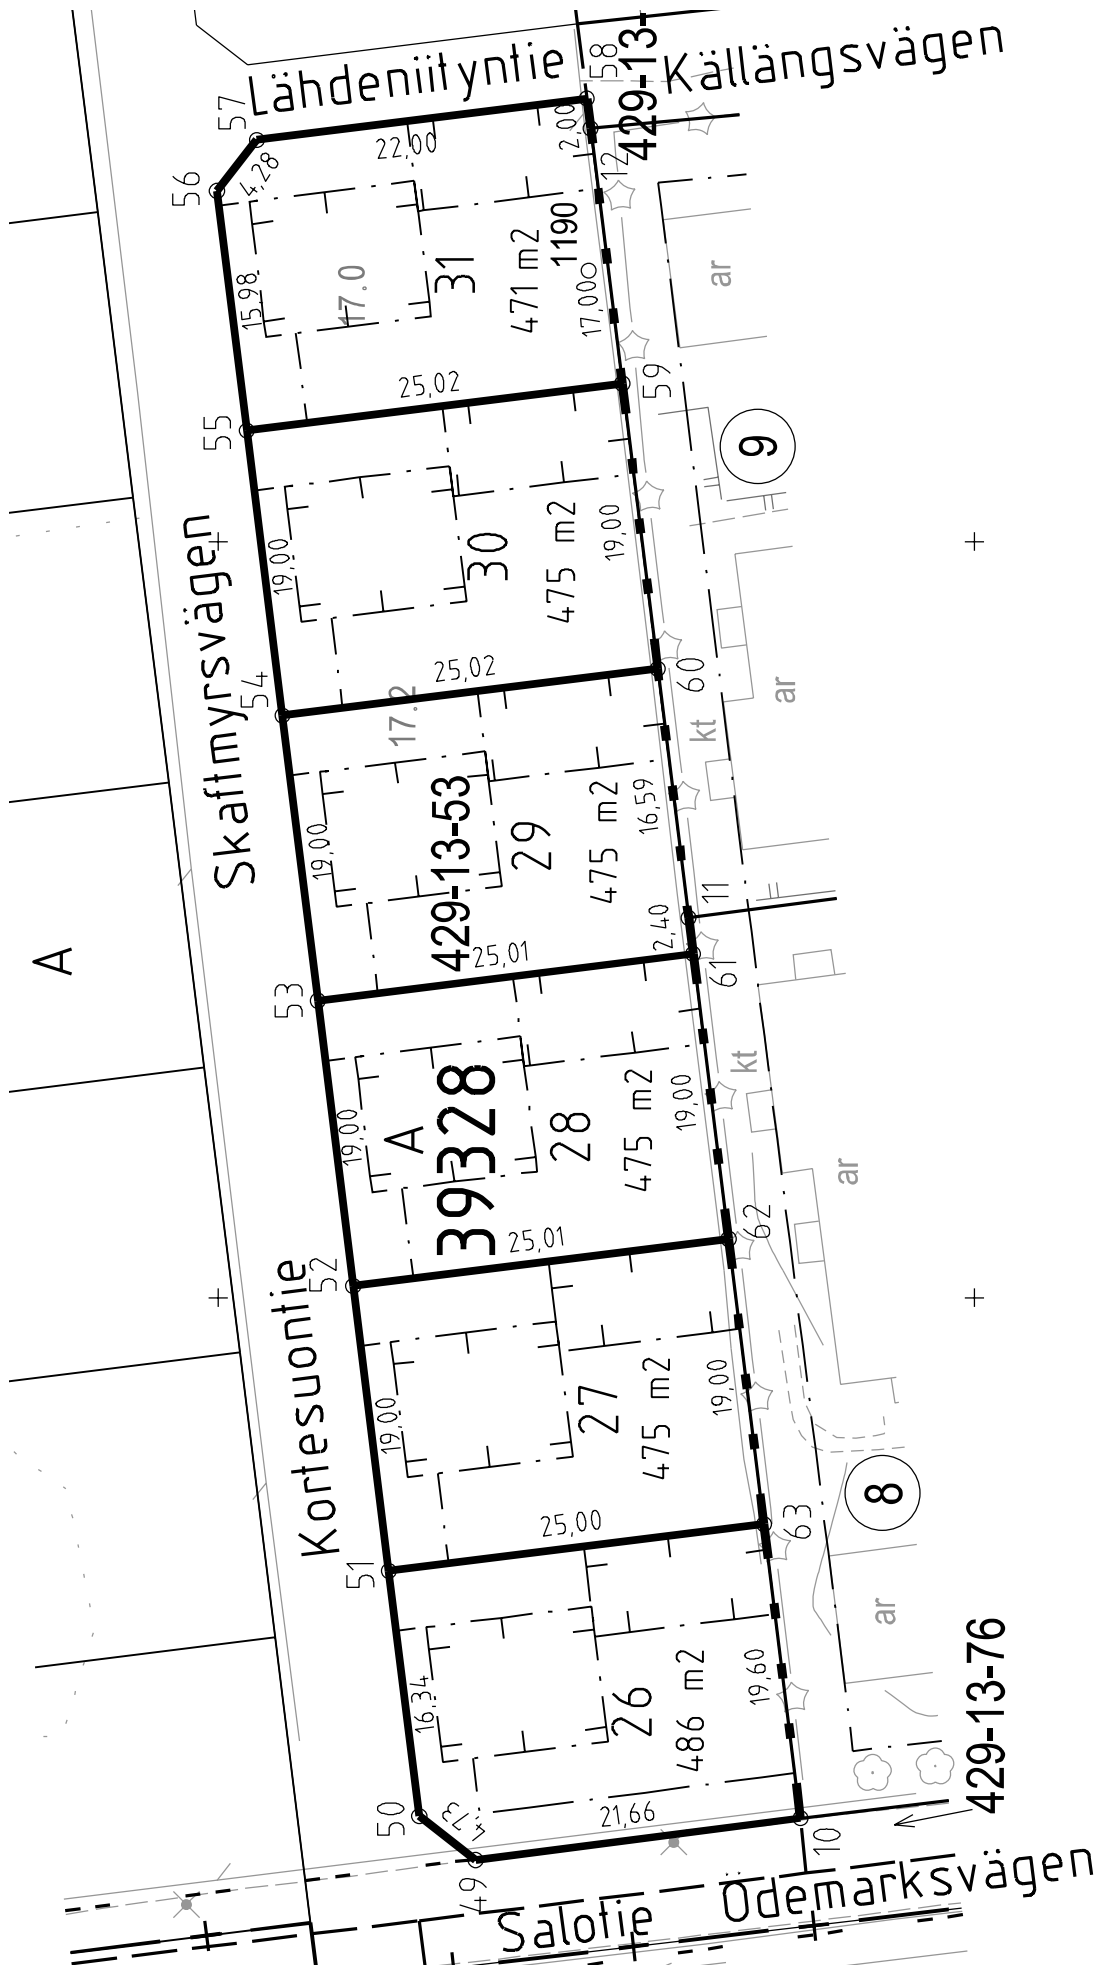 Lähdeniityntie
Källängsvägen
429-13-
58
57
56
4,28
22,00
2,00
12
15,98
17.0
31
471 m2
1190
17,00
ar
55
25,02
59
9
Skaftmyrsvägen
19,00
30
475 m2
19,00
54
25,02
60
17.2
kt
ar
19,00
429-13-53
29
475 m2
16,59
11
A
53
25,01
2,40
61
kt
19,00
A
39328
28
475 m2
19,00
ar
Kortesuontie
52
25,01
62
19,00
27
475 m2
19,00
8
51
25,00
63
ar
16,34
26
486 m2
19,60
429-13-76
50
4,73
21,66
10
49
Salotie
Ödemarksvägen